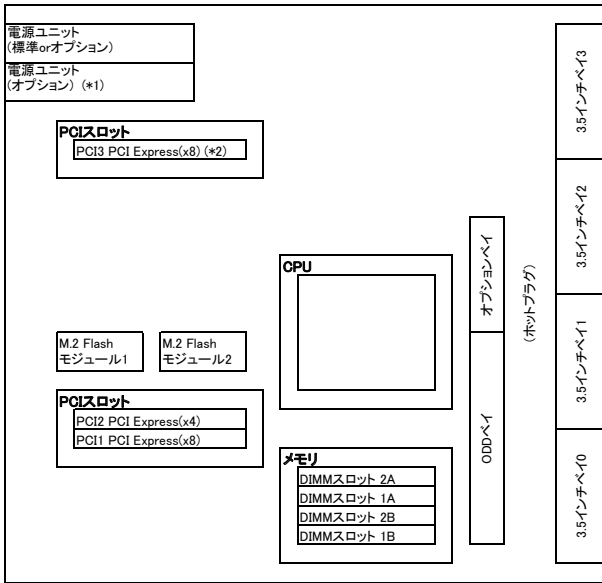 電源ユニット
(標準orオプション)
電源ユニット
(オプション) (*1)
PCIスロット
PCI3 PCI Express(x8) (*2)
M.2 Flash
モジュール1
M.2 Flash
モジュール2
PCIスロット
PCI2 PCI Express(x4)
PCI1 PCI Express(x8)
CPU
メモリ
DIMMスロット 2A
DIMMスロット 1A
DIMMスロット 2B
DIMMスロット 1B
オプションベイ
ODDベイ
(ホットプラグ)
3.5インチベイ3
3.5インチベイ2
3.5インチベイ1
3.5インチベイ0